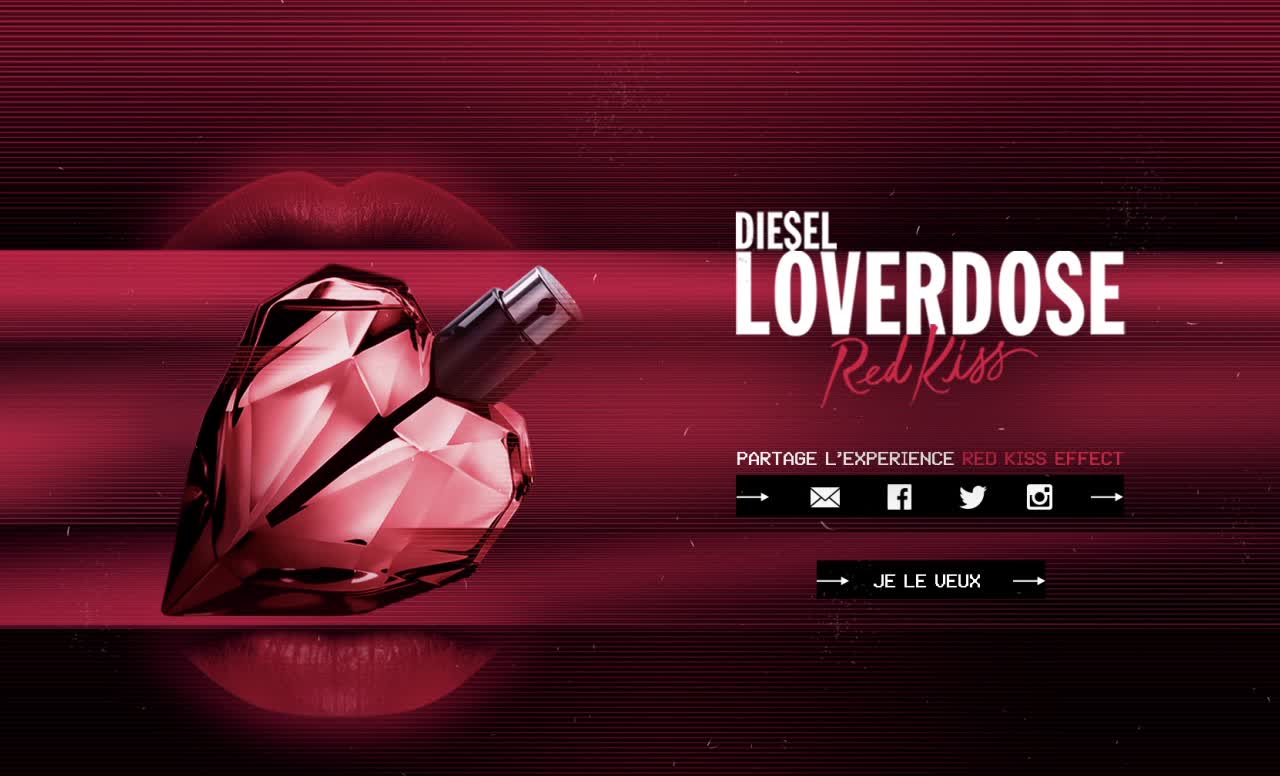 DIESEL
LOVERDOSE
Red Kiss
PARTAGE L'EXPERIENCE RED KISS EFFECT
JE LE VEUX